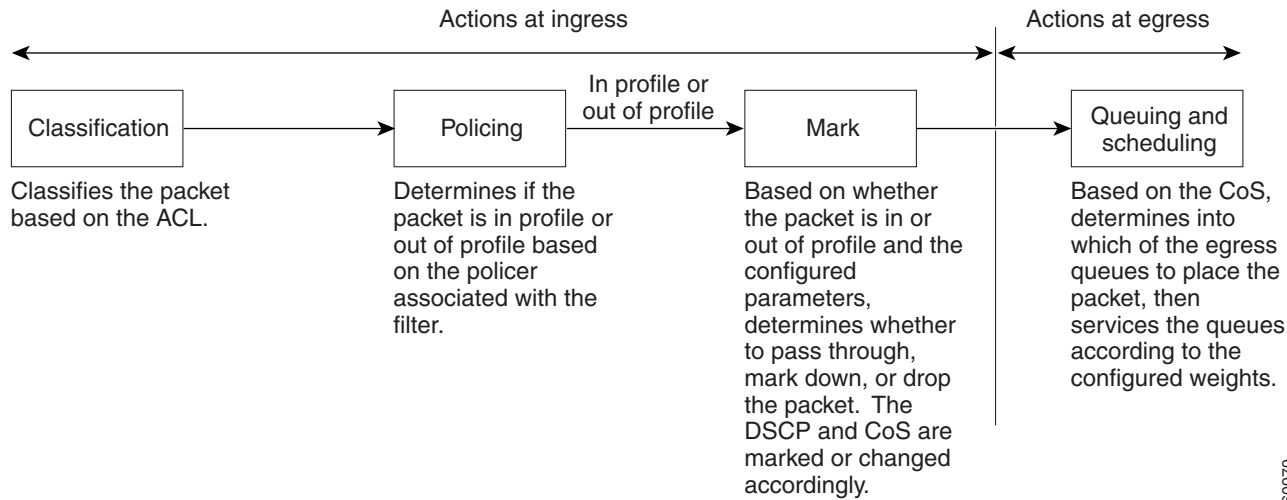 Actions at ingress
Actions at egress
In profile or
out of profile
Classification
Policing
Mark
Queuing and
scheduling
Classifies the packet
based on the ACL.
Determines if the
packet is in profile or
out of profile based
on the policer
associated with the
filter.
Based on whether
the packet is in or
out of profile and the
configured
parameters,
determines whether
to pass through,
mark down, or drop
the packet. The
DSCP and CoS are
marked or changed
accordingly.
Based on the CoS,
determines into
which of the egress
queues to place the
packet, then
services the queues
according to the
configured weights.